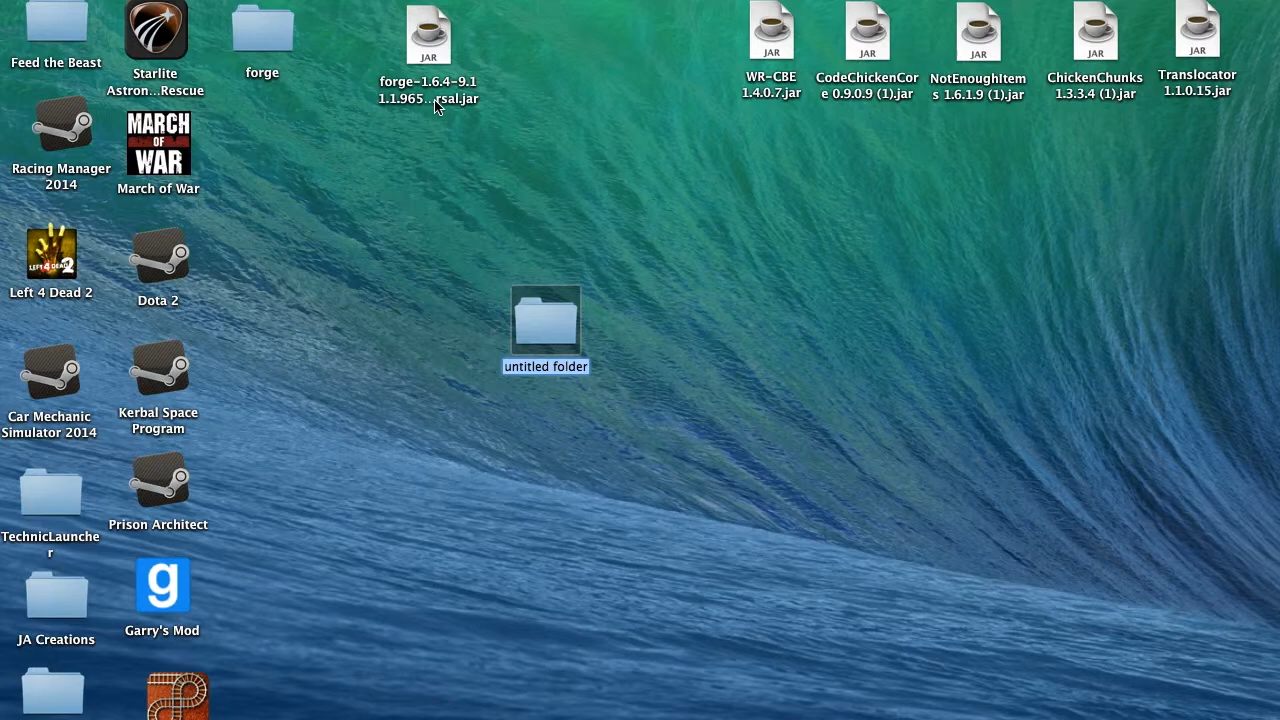 Feed the Beast
Starlite
Astron...Rescue
forge
JAR
forge-1.6.4-9.1
1.1.965...rsal.jar
JAR
WR-CBE
1.4.0.7.jar
JAR
CodeChickenCor
e 0.9.0.9 (1).jar
JAR
NotEnoughItem
s 1.6.1.9 (1).jar
JAR
ChickenChunks
1.3.3.4 (1).jar
JAR
Translocator
1.1.0.15.jar
Racing Manager
2014
MARCH
OF
WAR
March of War
LEFT 4 DEAD 2
Left 4 Dead 2
Dota 2
untitled folder
Car Mechanic
Simulator 2014
Kerbal Space
Program
TechnicLaunche
r
Prison Architect
JA Creations
g
Garry's Mod